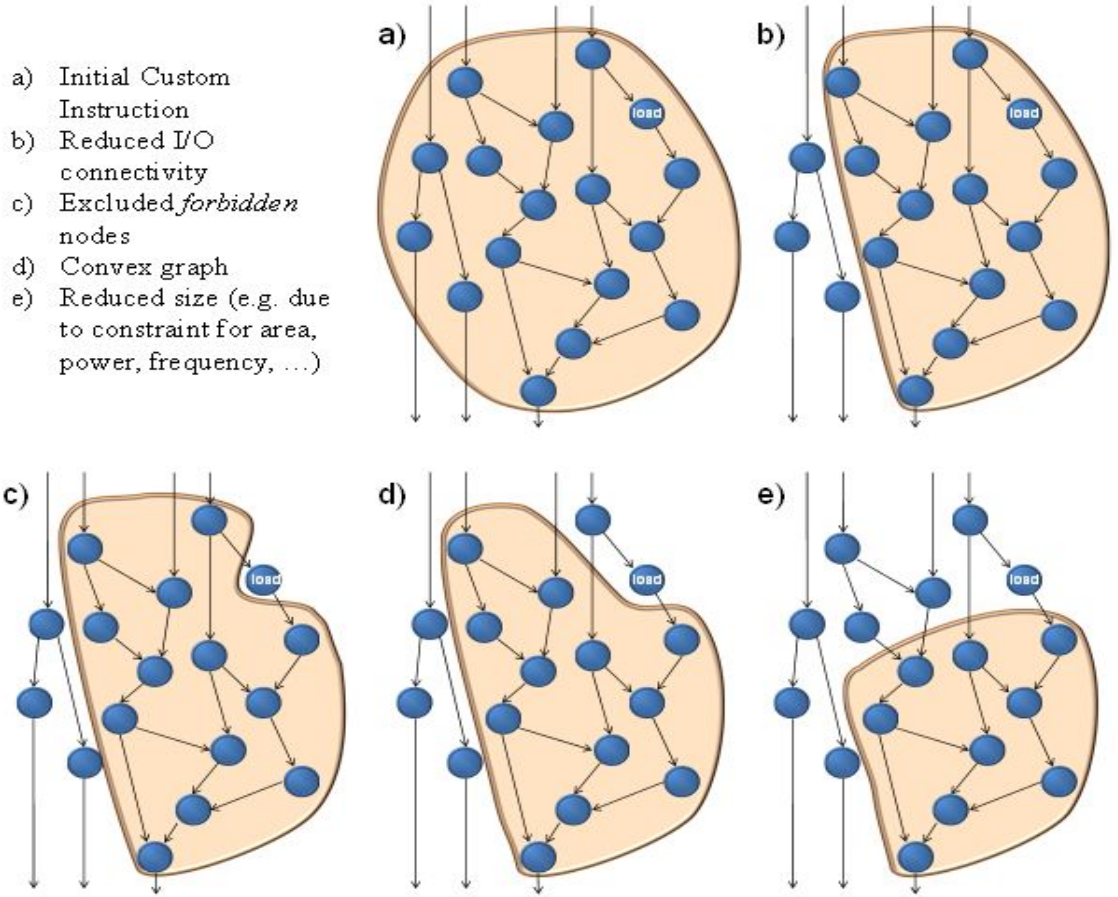 a) Initial Custom
Instruction
b) Reduced I/O
connectivity
c) Excluded forbidden
nodes
d) Convex graph
e) Reduced size (e.g. due
to constraint for area,
power, frequency, ...)
a)
load
b)
load
c)
load
d)
load
e)
load